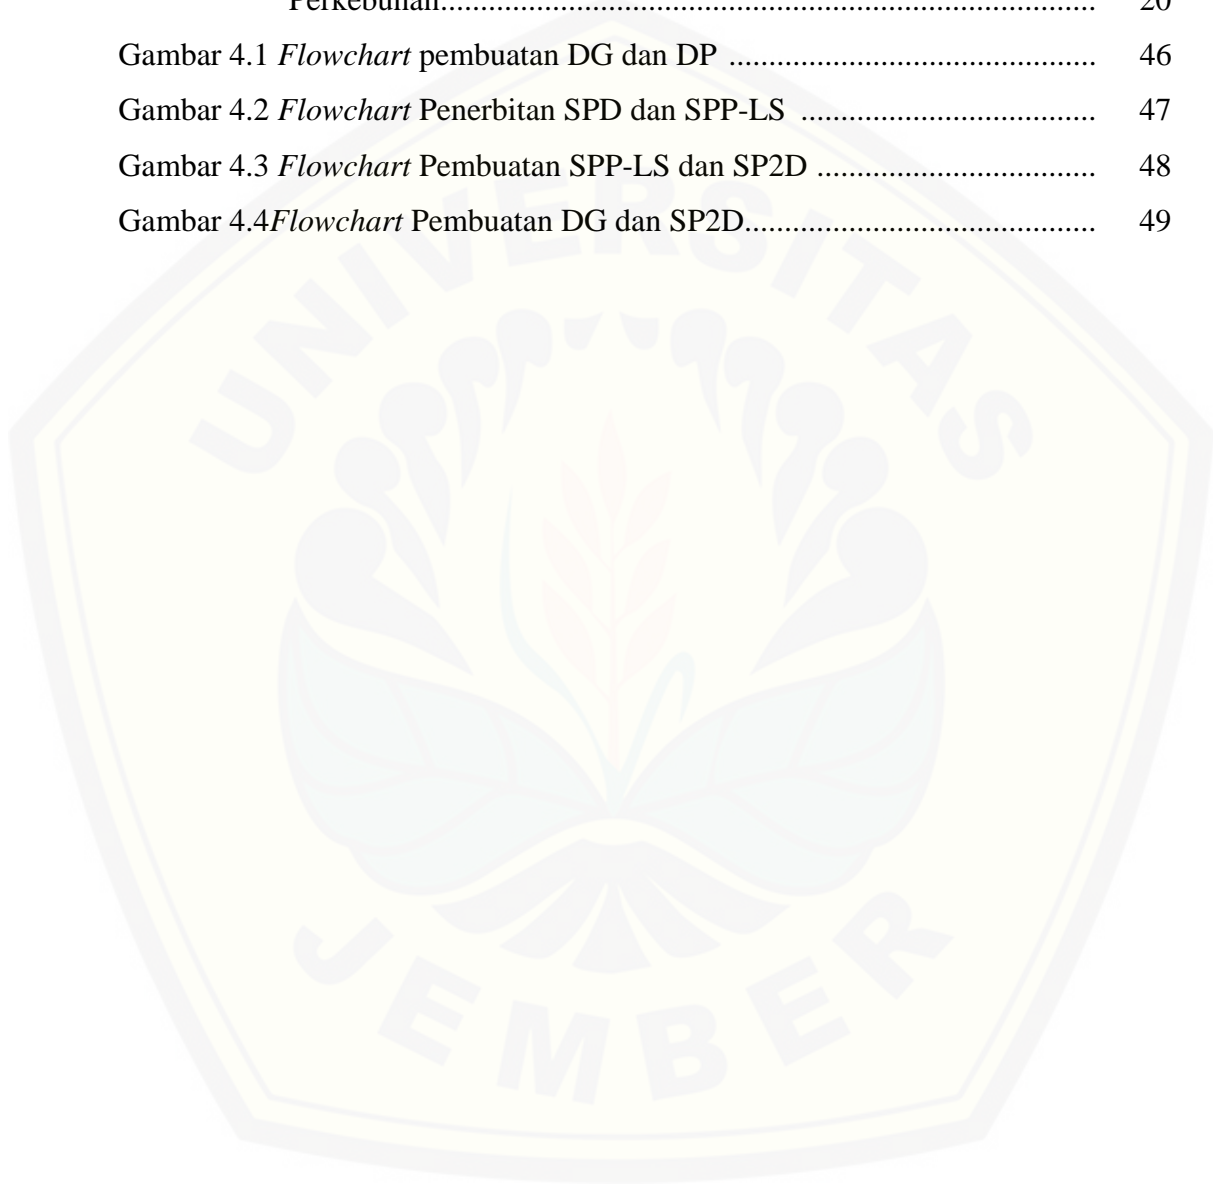 Perkebunan.................................................................................... 20
Gambar 4.1 Flowchart pembuatan DG dan DP ............................................... 46
Gambar 4.2 Flowchart Penerbitan SPD dan SPP-LS ...................................... 47
Gambar 4.3 Flowchart Pembuatan SPP-LS dan SP2D .................................... 48
Gambar 4.4Flowchart Pembuatan DG dan SP2D............................................. 49
UNIVERSITAS
JEMBER